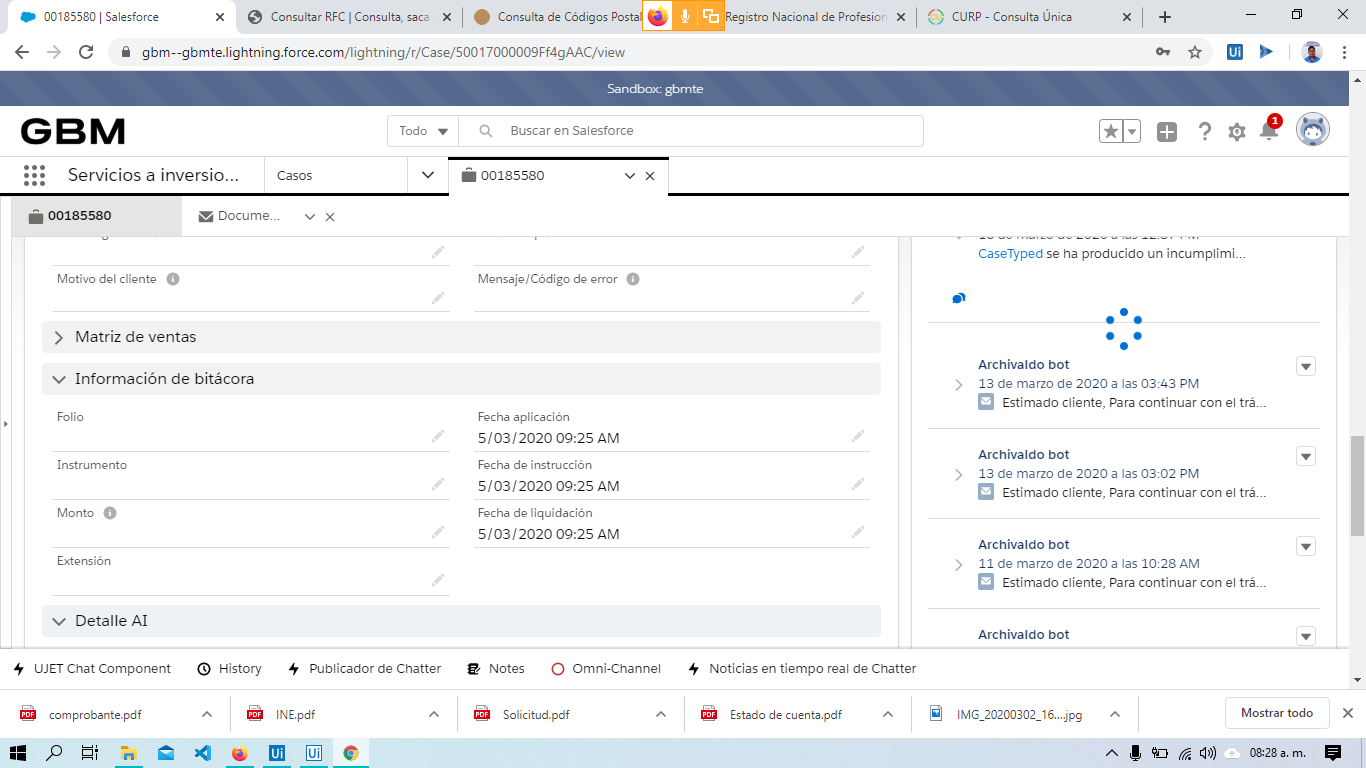 00185580 | Salesforce
Consultar RFC | Consulta, saca
Consulta de Códigos Postal
Registro Nacional de Profesion
CURP - Consulta Única
gbm--gbmte.lightning.force.com/lightning/r/Case/50017000009Ff4gAAC/view
Sandbox: gbmte
GBM
Todo
Buscar en Salesforce
1
Servicios a inversio...
Casos
00185580
00185580
Docume...
CaseTyped se ha producido un incumplimi...
Motivo del cliente
Mensaje/Código de error
Matriz de ventas
Información de bitácora
Folio
Fecha aplicación
5/03/2020 09:25 AM
Instrumento
Fecha de instrucción
5/03/2020 09:25 AM
Monto
Fecha de liquidación
5/03/2020 09:25 AM
Extensión
Detalle AI
Archivaldo bot
13 de marzo de 2020 a las 03:43 PM
Estimado cliente, Para continuar con el trá...
Archivaldo bot
13 de marzo de 2020 a las 03:02 PM
Estimado cliente, Para continuar con el trá...
Archivaldo bot
11 de marzo de 2020 a las 10:28 AM
Estimado cliente, Para continuar con el trá...
Archivaldo bot
UJET Chat Component
History
Publicador de Chatter
Notes
Omni-Channel
Noticias en tiempo real de Chatter
comprobante.pdf
INE.pdf
Solicitud.pdf
Estado de cuenta.pdf
IMG_20200302_16....jpg
Mostrar todo
08:28 a. m.